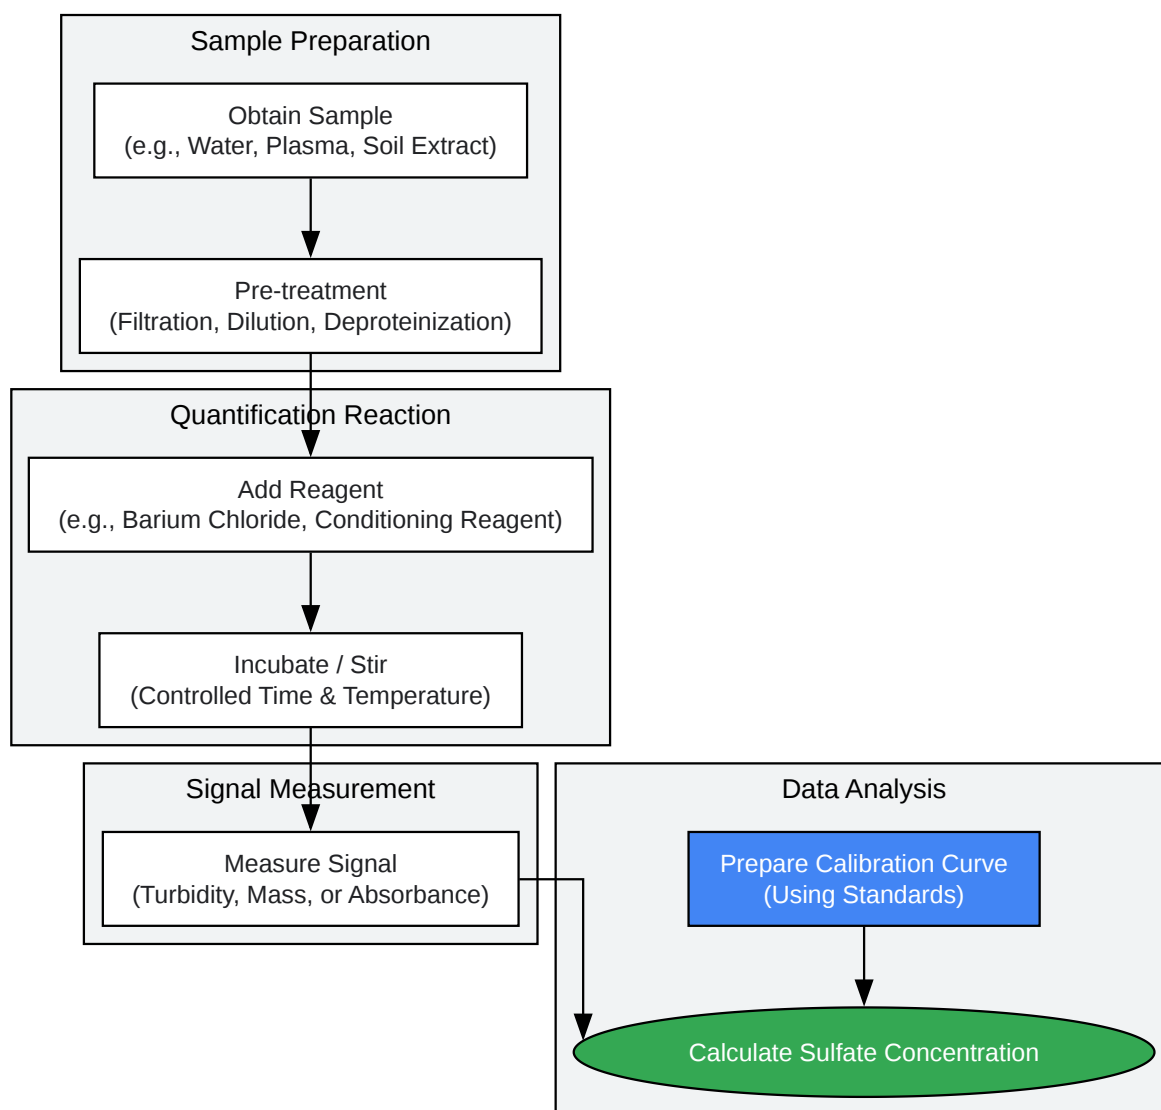 Sample Preparation
Obtain Sample
(e.g., Water, Plasma, Soil Extract)
Pre-treatment
(Filtration, Dilution, Deproteinization)
Quantification Reaction
Add Reagent
(e.g., Barium Chloride, Conditioning Reagent)
Incubate / Stir
(Controlled Time & Temperature)
Signal Measurement
Measure Signal
(Turbidity, Mass, or Absorbance)
Data Analysis
Prepare Calibration Curve
(Using Standards)
Calculate Sulfate Concentration